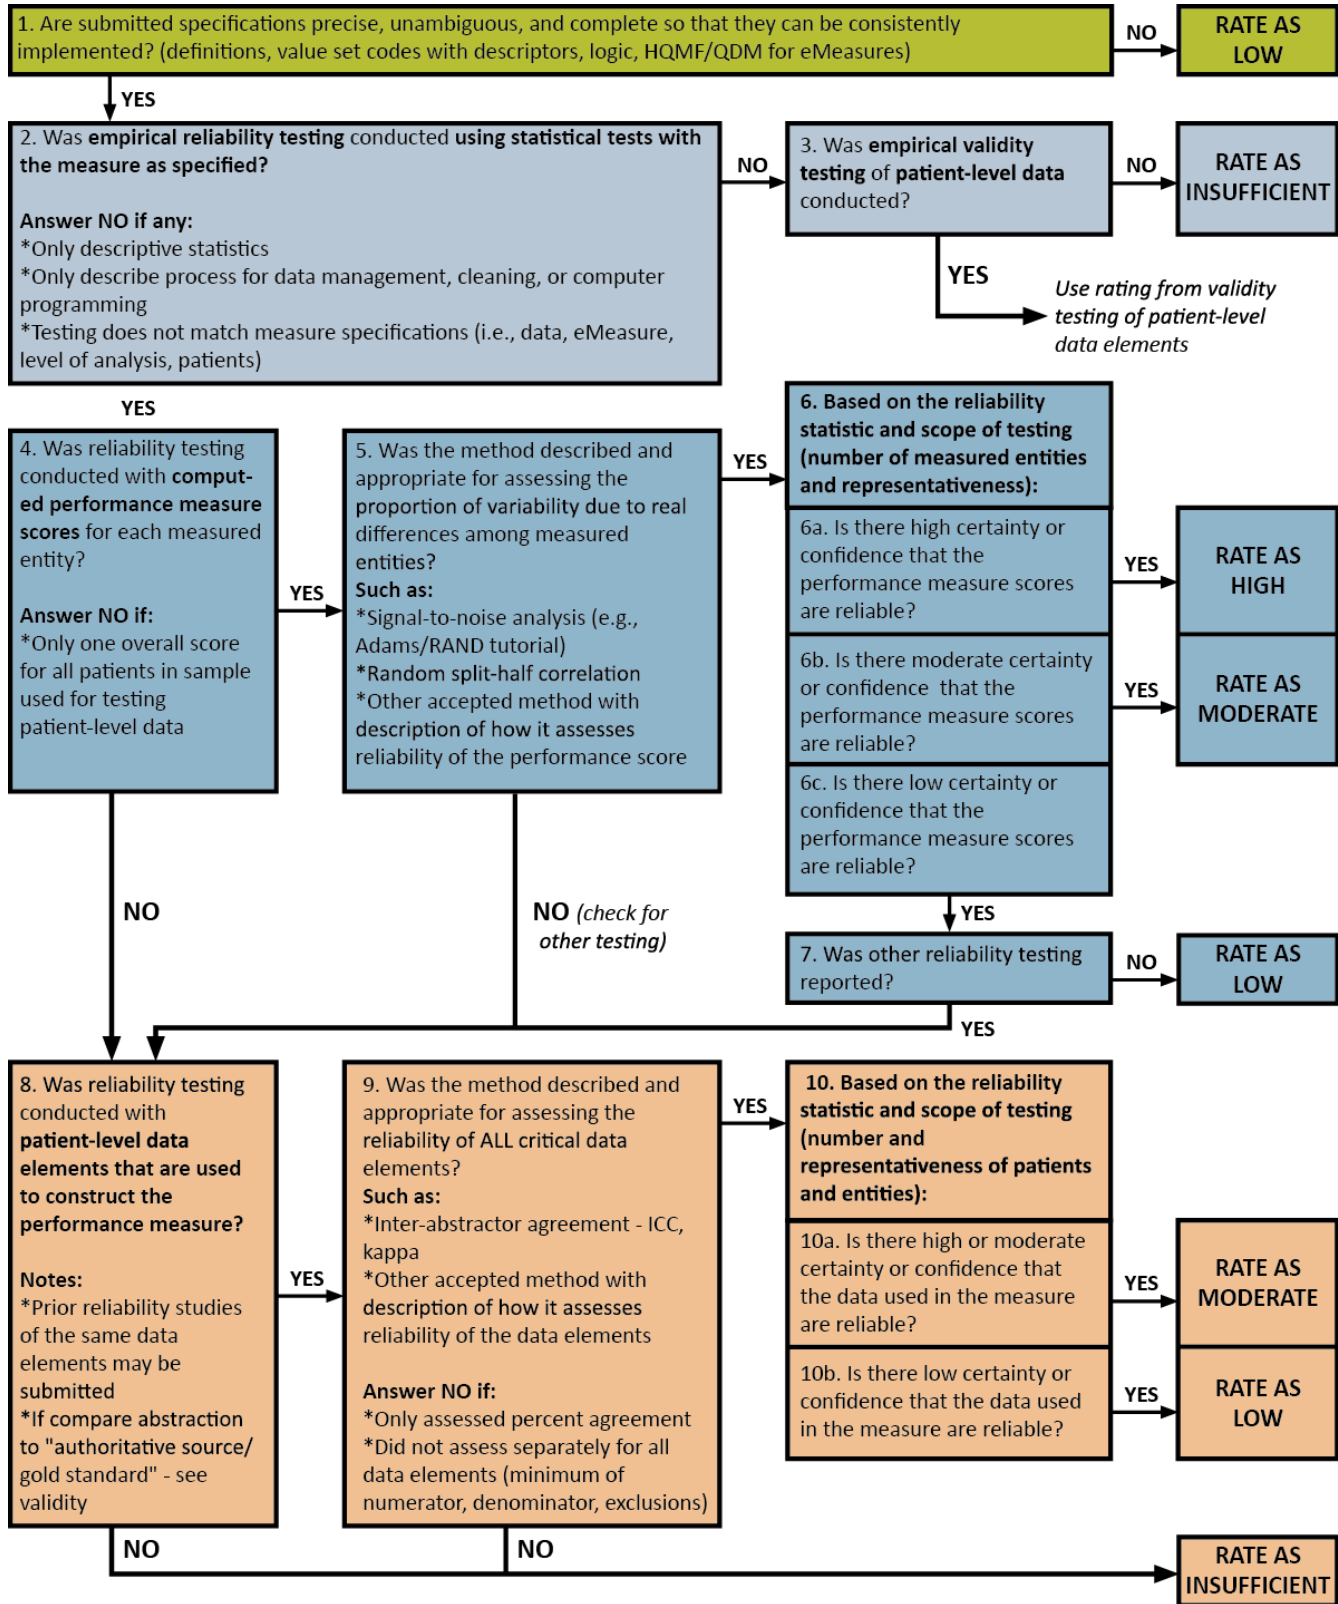 1. Are submitted specifications precise, unambiguous, and complete so that they can be consistently
implemented? (definitions, value set codes with descriptors, logic, HQMF/QDM for eMeasures)
NO
RATE AS
LOW
YES
2. Was empirical reliability testing conducted using statistical tests with
the measure as specified?
Answer NO if any:
*Only descriptive statistics
*Only describe process for data management, cleaning, or computer
programming
*Testing does not match measure specifications (i.e., data, eMeasure,
level of analysis, patients)
NO
3. Was empirical validity
testing of patient-level data
conducted?
NO
RATE AS
INSUFFICIENT
YES
Use rating from validity
testing of patient-level
data elements
YES
4. Was reliability testing
conducted with comput-
ed performance measure
scores for each measured
entity?
Answer NO if:
*Only one overall score
for all patients in sample
used for testing
patient-level data
YES
5. Was the method described and
appropriate for assessing the
proportion of variability due to real
differences among measured
entities?
Such as:
*Signal-to-noise analysis (e.g.,
Adams/RAND tutorial)
*Random split-half correlation
*Other accepted method with
description of how it assesses
reliability of the performance score
YES
6. Based on the reliability
statistic and scope of testing
(number of measured entities
and representativeness):
6a. Is there high certainty or
confidence that the
performance measure scores
are reliable?
YES
RATE AS
HIGH
6b. Is there moderate certainty
or confidence that the
performance measure scores
are reliable?
YES
RATE AS
MODERATE
6c. Is there low certainty or
confidence that the
performance measure scores
are reliable?
YES
NO
NO (check for
other testing)
7. Was other reliability testing
reported?
NO
RATE AS
LOW
YES
8. Was reliability testing
conducted with
patient-level data
elements that are used
to construct the
performance measure?
Notes:
*Prior reliability studies
of the same data
elements may be
submitted
*If compare abstraction
to "authoritative source/
gold standard" - see
validity
YES
9. Was the method described and
appropriate for assessing the
reliability of ALL critical data
elements?
Such as:
*Inter-abstractor agreement - ICC,
kappa
*Other accepted method with
description of how it assesses
reliability of the data elements
Answer NO if:
*Only assessed percent agreement
*Did not assess separately for all
data elements (minimum of
numerator, denominator, exclusions)
YES
10. Based on the reliability
statistic and scope of testing
(number and
representativeness of patients
and entities):
10a. Is there high or moderate
certainty or confidence that
the data used in the measure
are reliable?
YES
RATE AS
MODERATE
10b. Is there low certainty or
confidence that the data used
in the measure are reliable?
YES
RATE AS
LOW
NO
NO
RATE AS
INSUFFICIENT